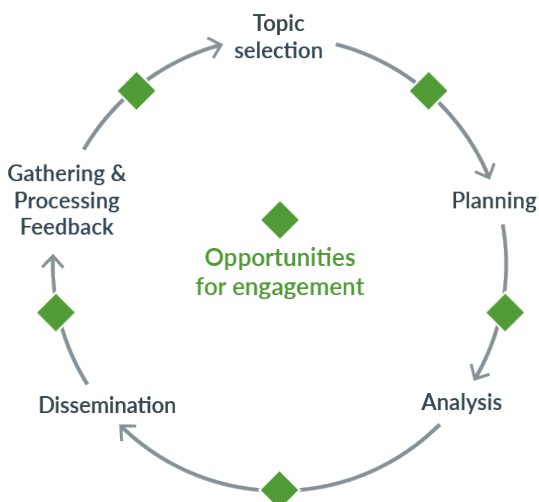 Topic
selection
Planning
Analysis
Dissemination
Gathering &
Processing
Feedback
Opportunities
for engagement